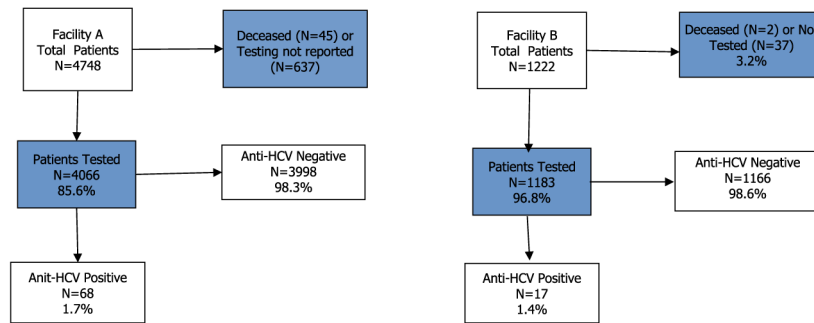 Facility A
Total Patients
N=4748
Deceased (N=45) or
Testing not reported
(N=637)
Patients Tested
N=4066
85.6%
Anti-HCV Negative
N=3998
98.3%
Anit-HCV Positive
N=68
1.7%
Facility B
Total Patients
N=1222
Deceased (N=2) or No
Tested (N=37)
3.2%
Patients Tested
N=1183
96.8%
Anti-HCV Negative
N=1166
98.6%
Anti-HCV Positive
N=17
1.4%